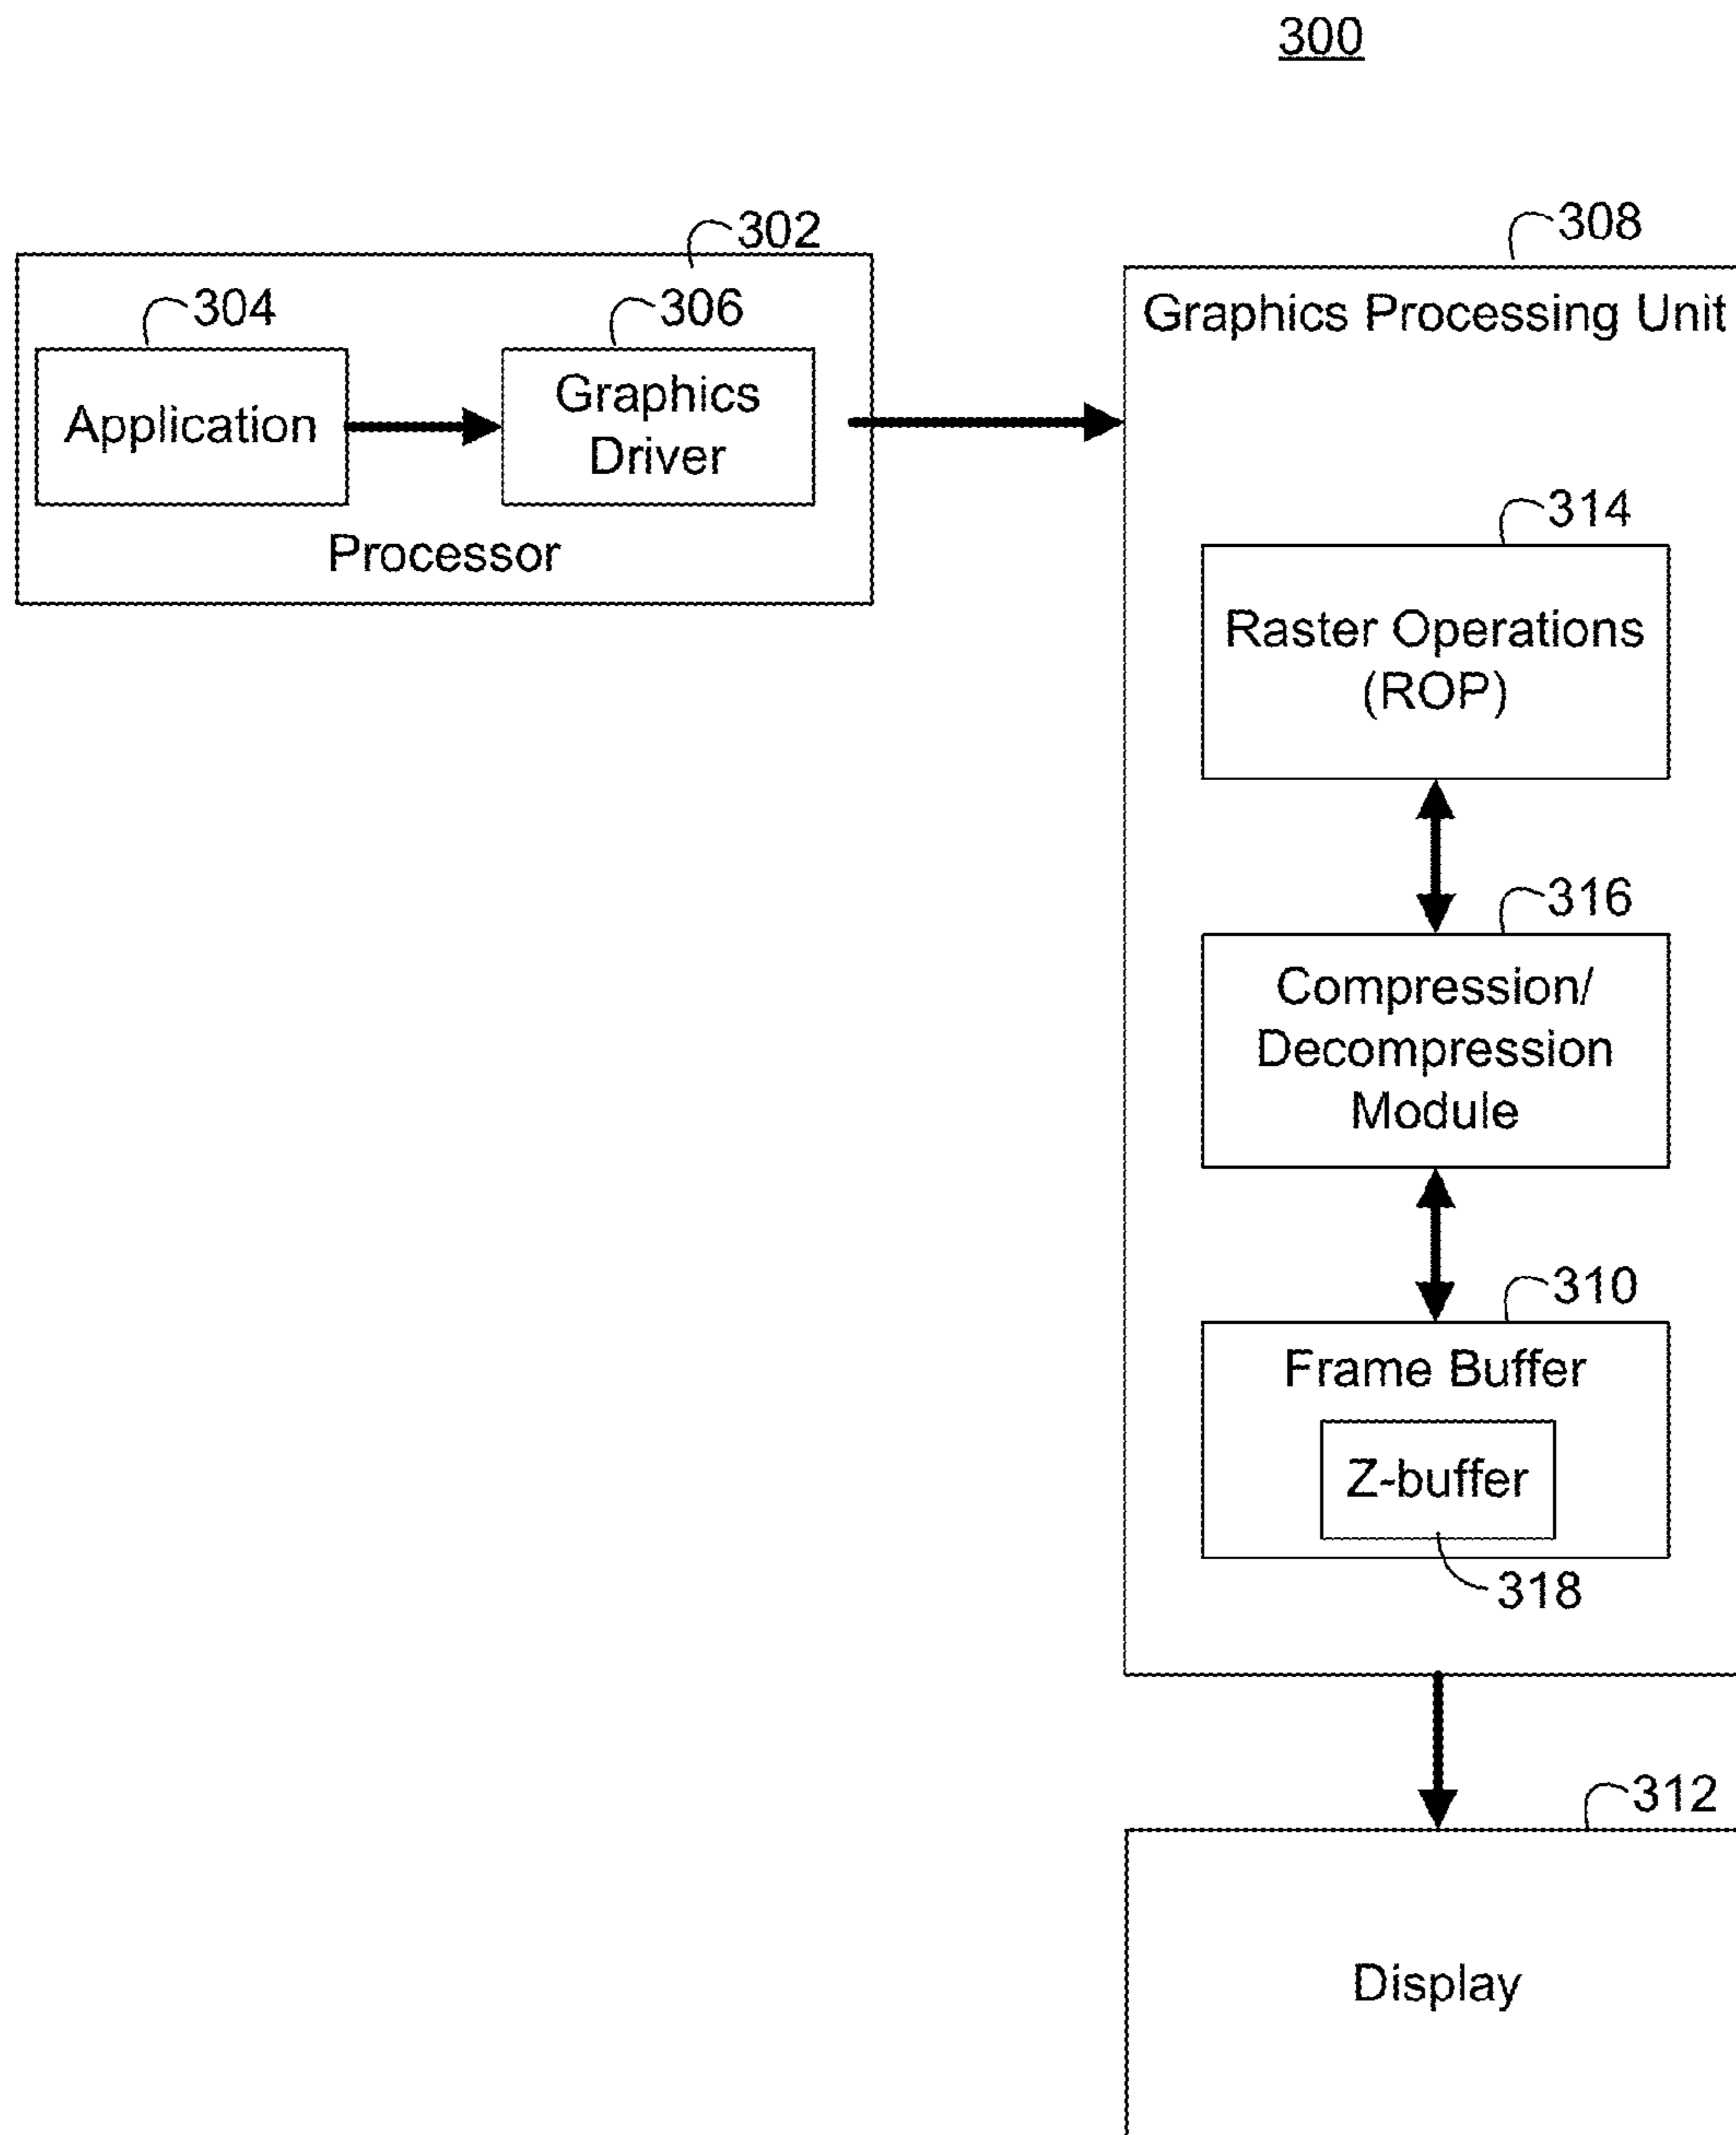 300
302
304
306
Application
Graphics
Driver
Processor
308
Graphics Processing Unit
314
Raster Operations
(ROP)
316
Compression/
Decompression
Module
310
Frame Buffer
Z-buffer
318
312
Display